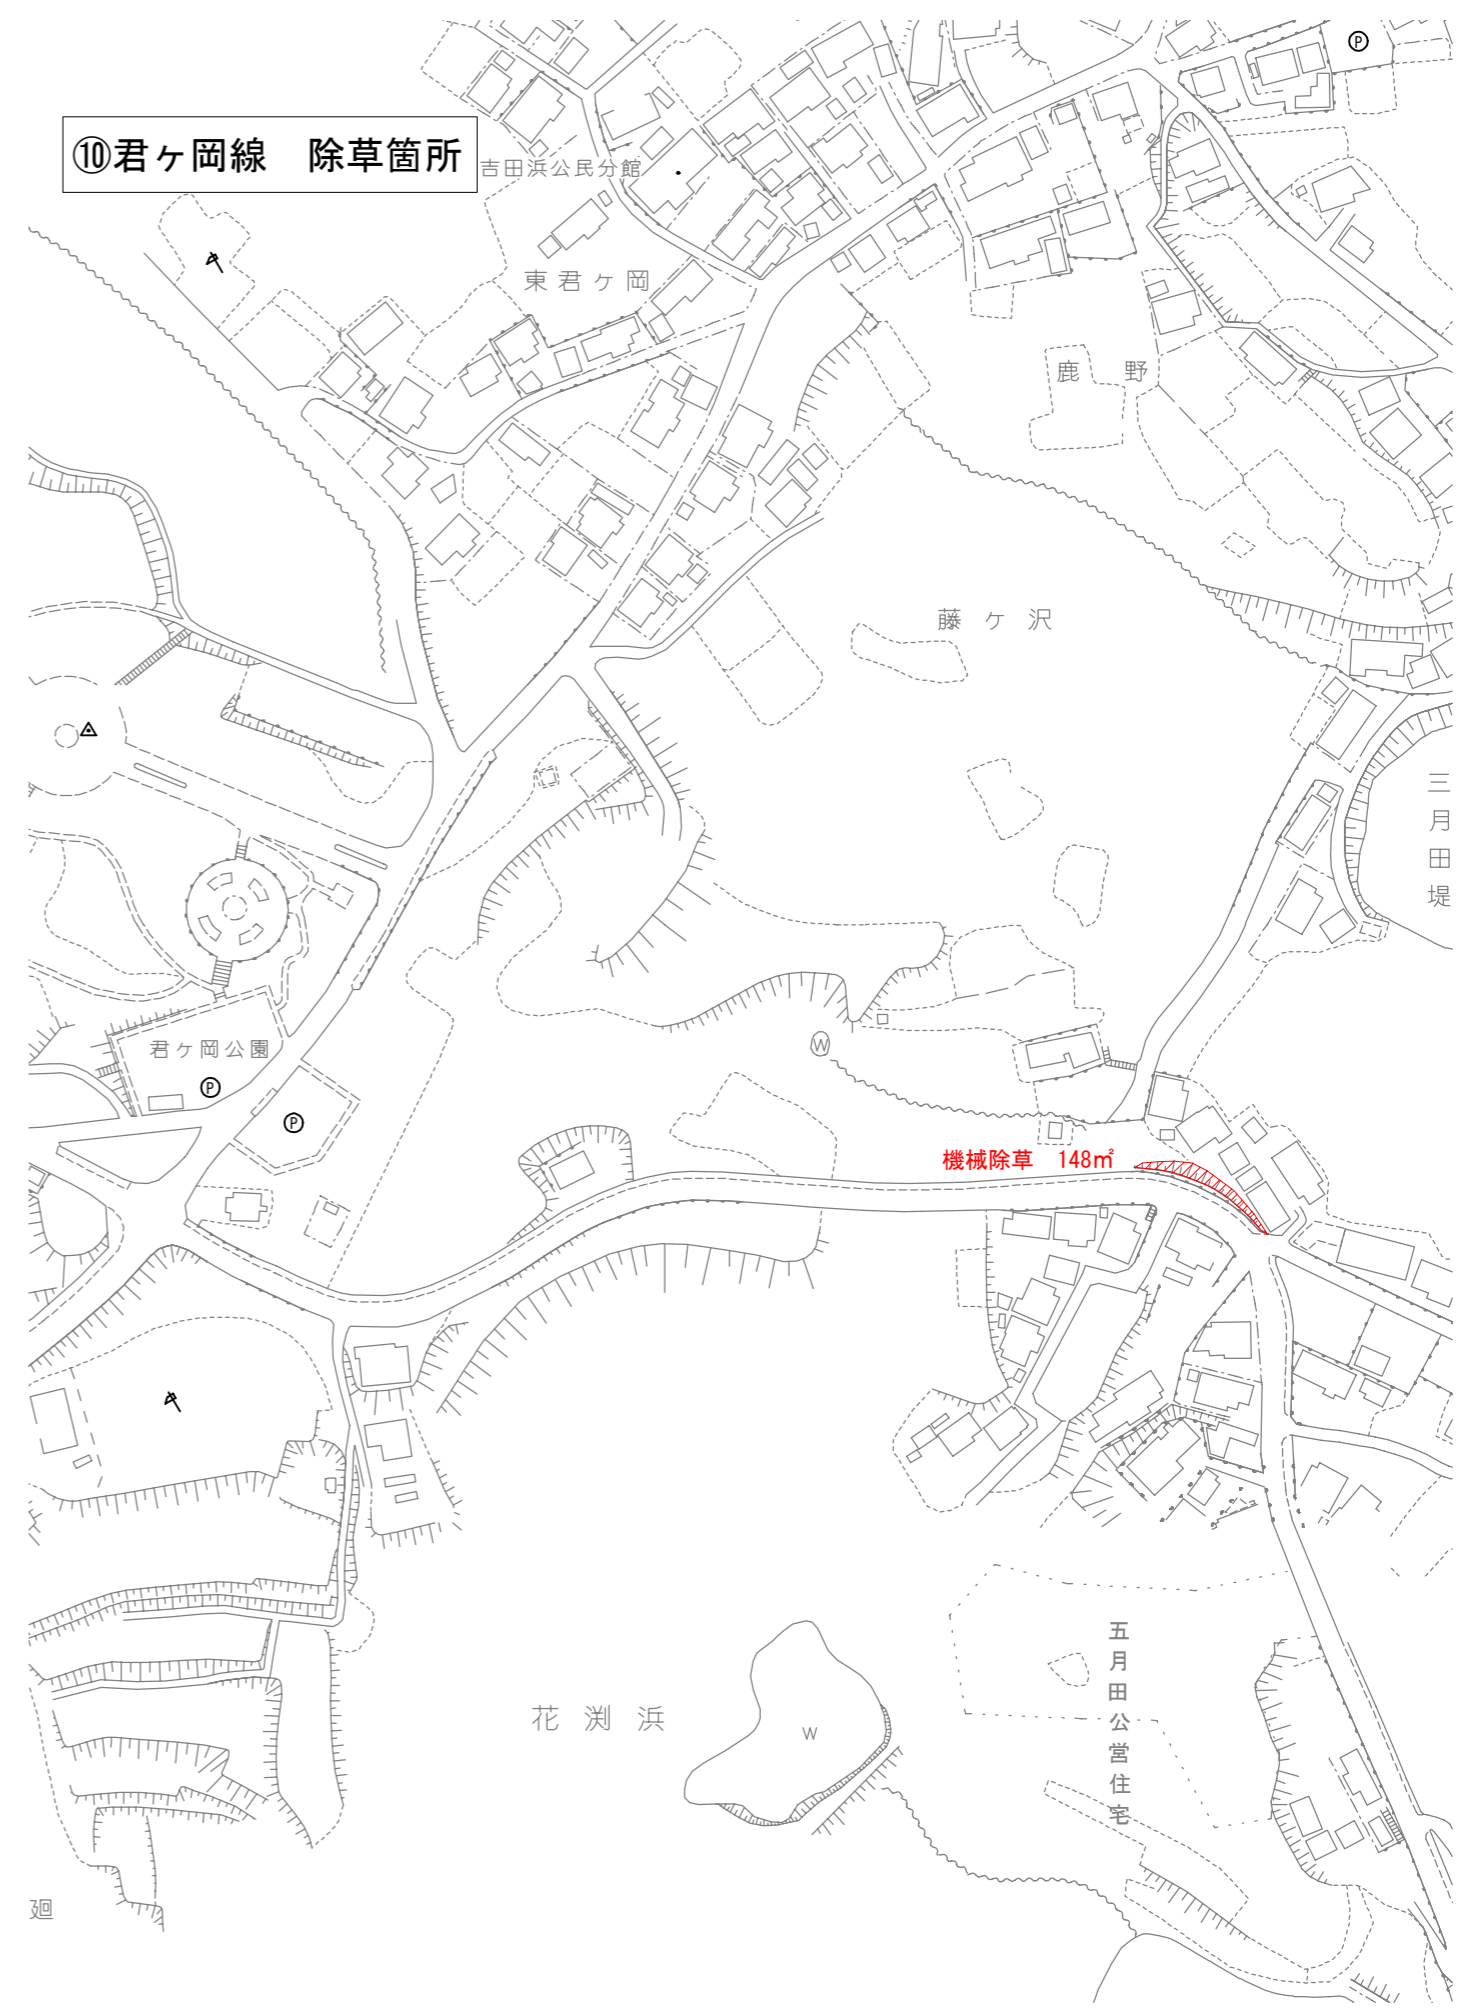 Ⓟ
⑩君ヶ岡線　除草箇所
吉田浜公民分館
東君ヶ岡
鹿野
藤ヶ沢
三月田堤
君ヶ岡公園
Ⓟ
Ⓟ
W
機械除草　148㎡
五月田公営住宅
花渕浜
W
廻